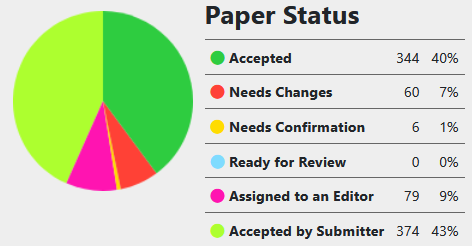 Paper Status
Accepted 344 40%
Needs Changes 60 7%
Needs Confirmation 6 1%
Ready for Review 0 0%
Assigned to an Editor 79 9%
Accepted by Submitter 374 43%